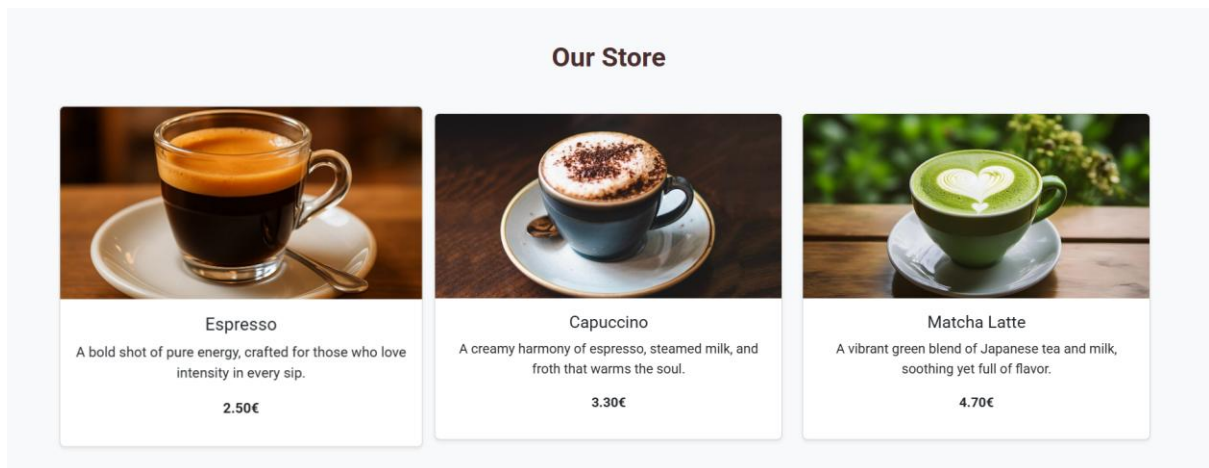 Our Store
Espresso
A bold shot of pure energy, crafted for those who love
intensity in every sip.
2.50€
Capuccino
A creamy harmony of espresso, steamed milk, and
froth that warms the soul.
3.30€
Matcha Latte
A vibrant green blend of Japanese tea and milk,
soothing yet full of flavor.
4.70€